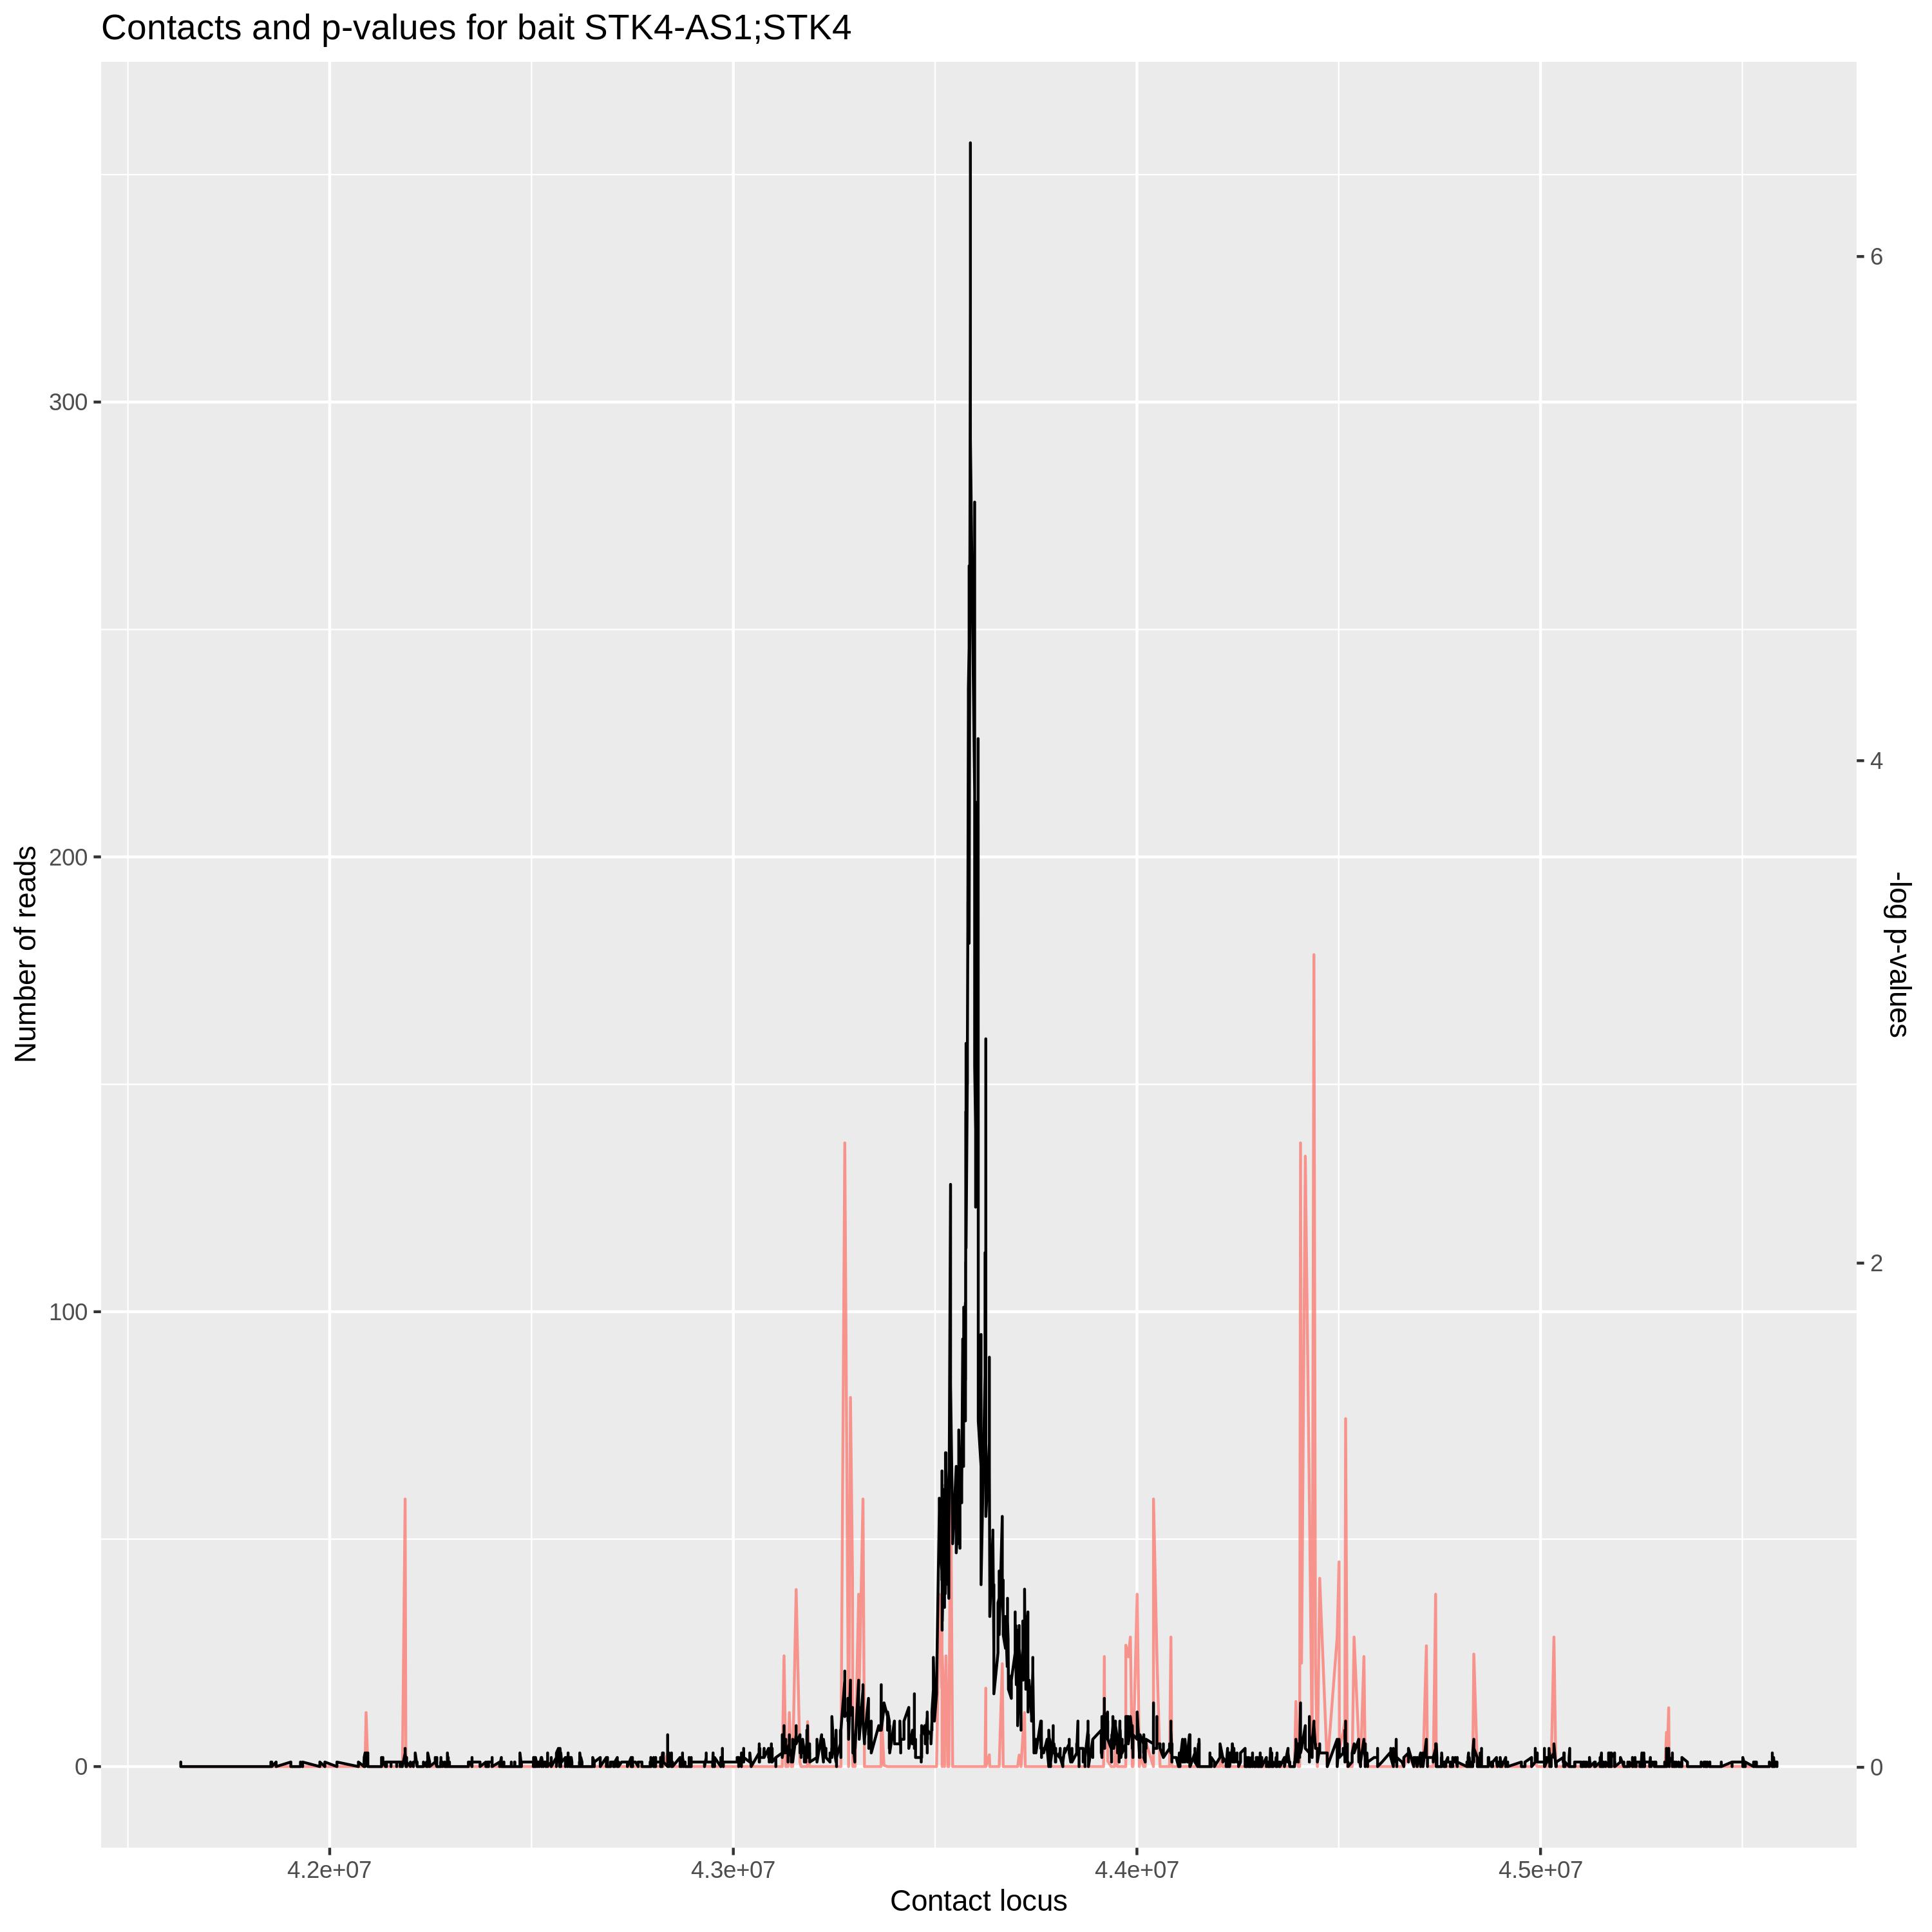 Contacts and p-values for bait STK4-AS1;STK4
300
200
100
0
Number of reads
6
4
2
0
-log p-values
4.2e+07
4.3e+07
4.4e+07
4.5e+07
Contact locus